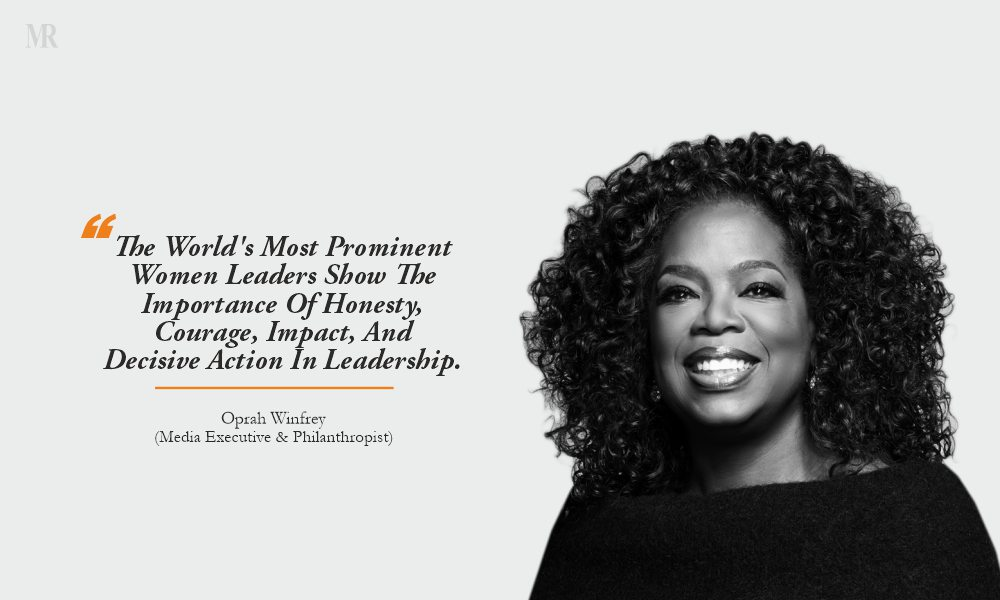 MR
“The World's Most Prominent
Women Leaders Show The
Importance Of Honesty,
Courage, Impact, And
Decisive Action In Leadership.
Oprah Winfrey
(Media Executive & Philanthropist)